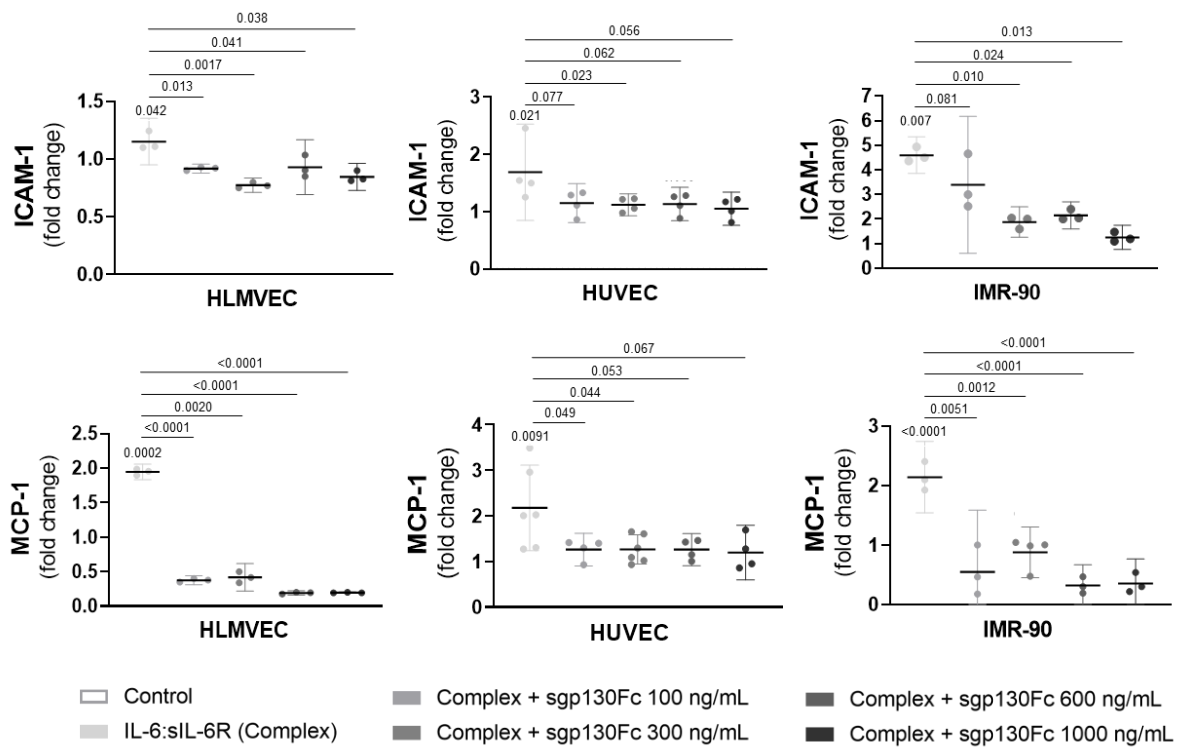 0.038
0.041
0.0017
0.013
0.042
1.5
1.0
0.5
0.0
ICAM-1
(fold change)
HLMVEC
0.056
0.062
0.023
0.077
0.021
3
2
1
0
ICAM-1
(fold change)
HUVEC
0.013
0.024
0.010
0.081
0.007
7
6
5
4
3
2
1
0
ICAM-1
(fold change)
IMR-90
<0.0001
<0.0001
0.0020
<0.0001
0.0002
2.5
2.0
1.5
1.0
0.5
0.0
MCP-1
(fold change)
HLMVEC
0.067
0.053
0.044
0.049
0.0091
4
3
2
1
0
MCP-1
(fold change)
HUVEC
<0.0001
<0.0001
0.0012
0.0051
<0.0001
3
2
1
0
MCP-1
(fold change)
IMR-90
Control
IL-6:sIL-6R (Complex)
Complex + sgp130Fc 100 ng/mL
Complex + sgp130Fc 300 ng/mL
Complex + sgp130Fc 600 ng/mL
Complex + sgp130Fc 1000 ng/mL